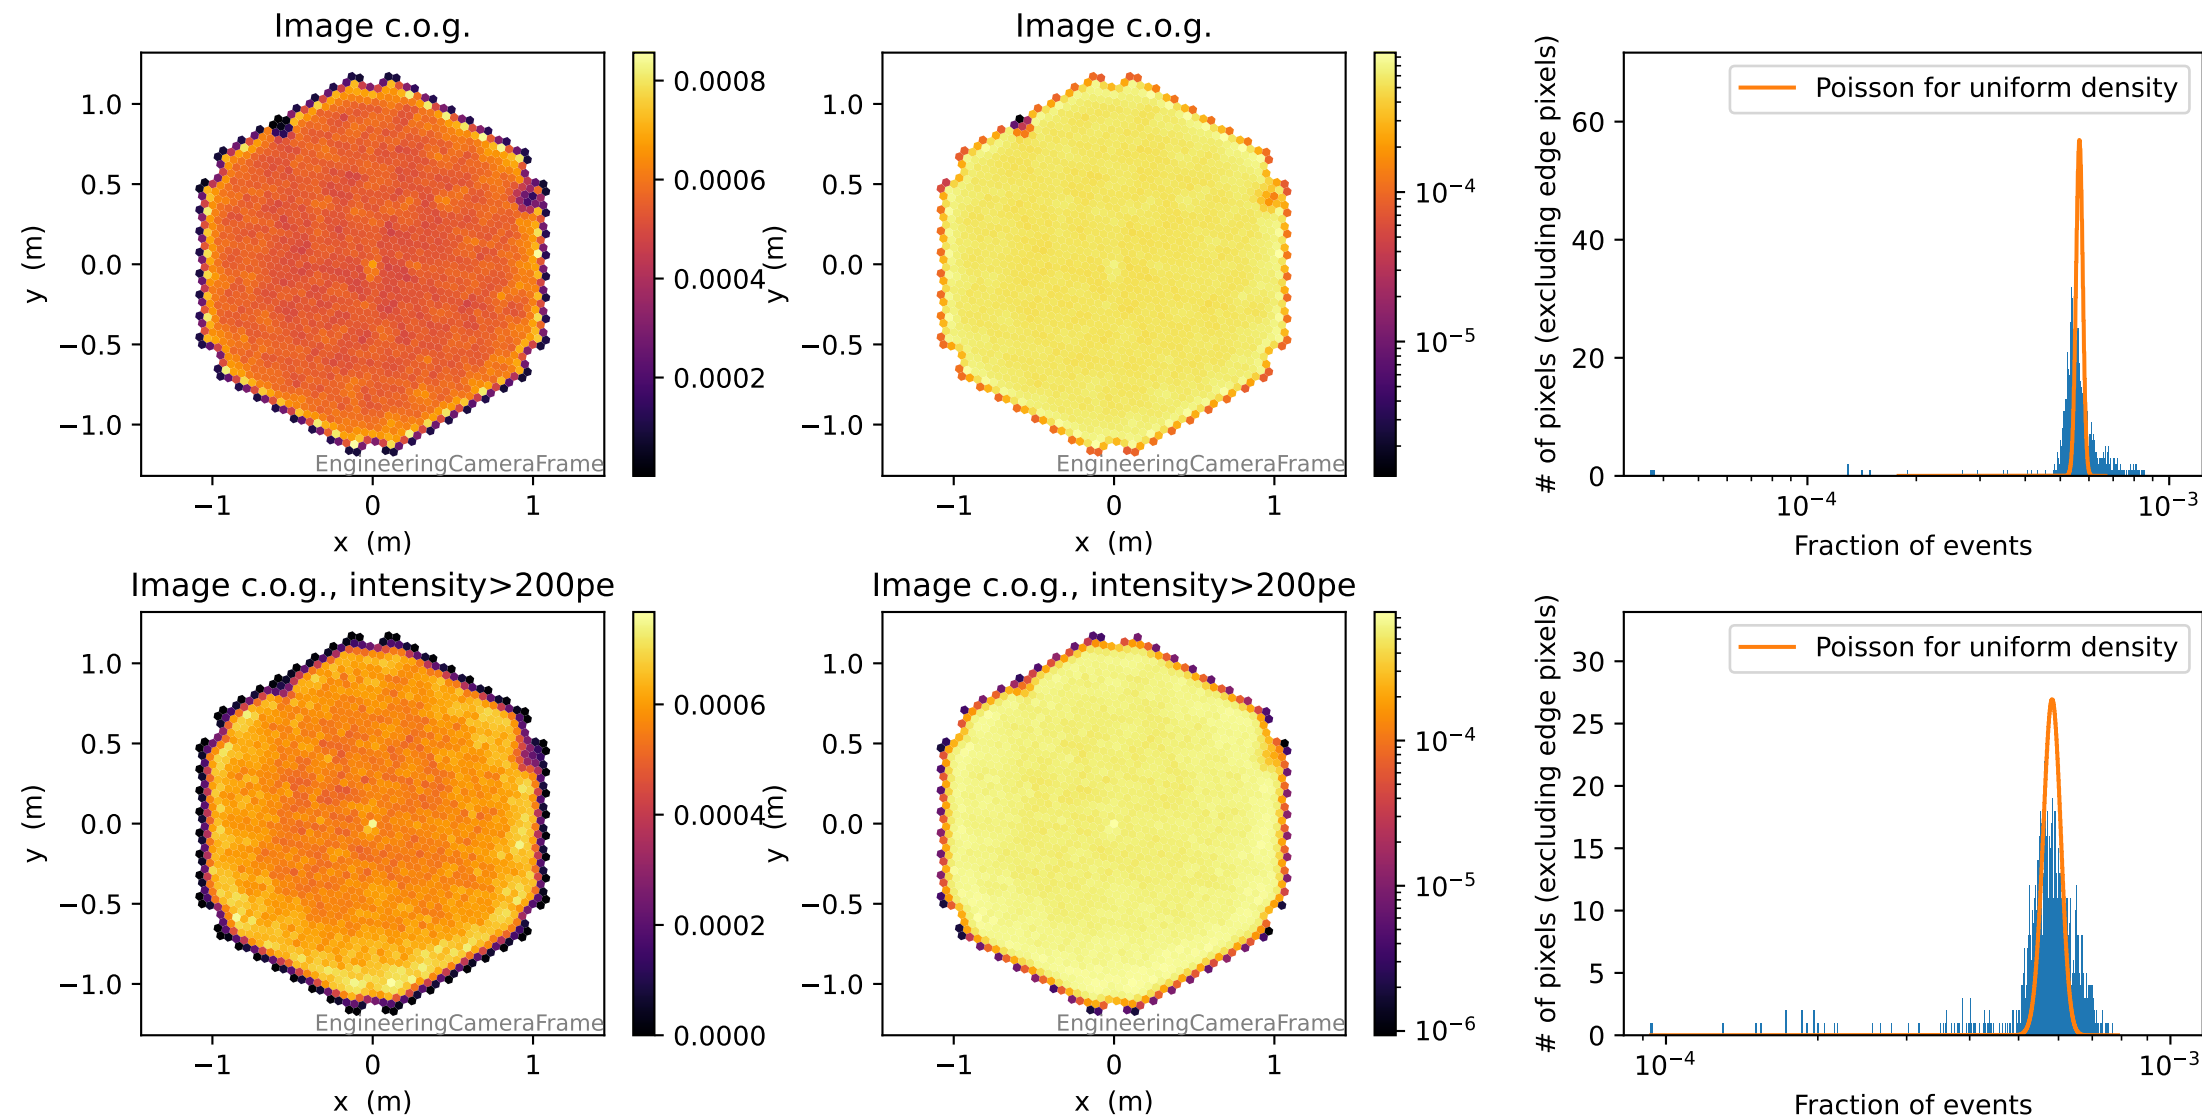 Image c.o.g.
1.0
0.5
0.0
−0.5
−1.0
y (m)
−1
0
1
x (m)
EngineeringCameraFrame
0.0008
0.0006
0.0004
0.0002
Image c.o.g.
1.0
0.5
0.0
−0.5
−1.0
y (m)
−1
0
1
x (m)
EngineeringCameraFrame
10−4
10−5
Poisson for uniform density
# of pixels (excluding edge pixels)
60
40
20
0
10−4
10−3
Fraction of events
Image c.o.g., intensity>200pe
1.0
0.5
0.0
−0.5
−1.0
y (m)
−1
0
1
x (m)
EngineeringCameraFrame
0.0006
0.0004
0.0002
0.0000
Image c.o.g., intensity>200pe
1.0
0.5
0.0
−0.5
−1.0
y (m)
−1
0
1
x (m)
EngineeringCameraFrame
10−4
10−5
10−6
Poisson for uniform density
# of pixels (excluding edge pixels)
30
25
20
15
10
5
0
10−4
10−3
Fraction of events